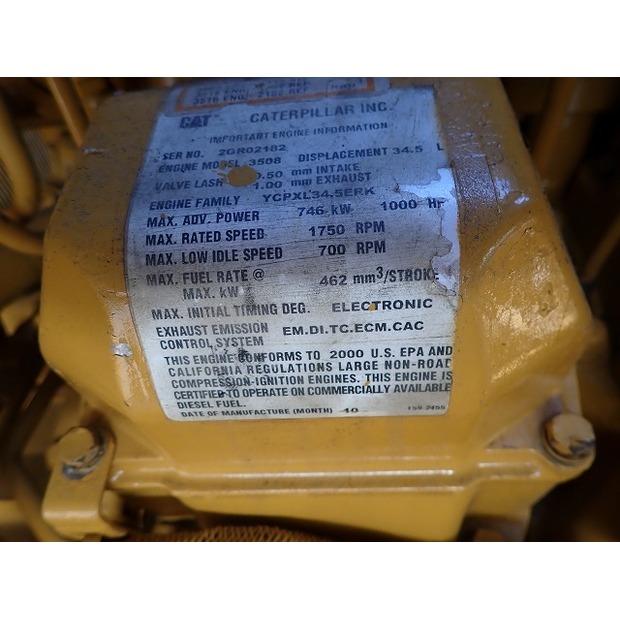 3516 ENG.
CAT CATERPILLAR INC.
IMPORTANT ENGINE INFORMATION
SER NO. 2GR02182
ENGINE MODEL 3508 DISPLACEMENT 34.5 L
VALVE LASH 0.50 mm INTAKE
1.00 mm EXHAUST
ENGINE FAMILY YCPXL34.5ERK
MAX. ADV. POWER 746 kW 1000 HP
MAX. RATED SPEED 1750 RPM
MAX. LOW IDLE SPEED 700 RPM
MAX. FUEL RATE @ 462 mm3/STROKE
MAX. kW
MAX. INITIAL TIMING DEG. ELECTRONIC
EXHAUST EMISSION EM.DI.TC.ECM.CAC
CONTROL SYSTEM
THIS ENGINE CONFORMS TO 2000 U.S. EPA AND
CALIFORNIA REGULATIONS LARGE NON-ROAD
COMPRESSION-IGNITION ENGINES. THIS ENGINE IS
CERTIFIED TO OPERATE ON COMMERCIALLY AVAILABLE
DIESEL FUEL.
DATE OF MANUFACTURE (MONTH) 10 159-2455